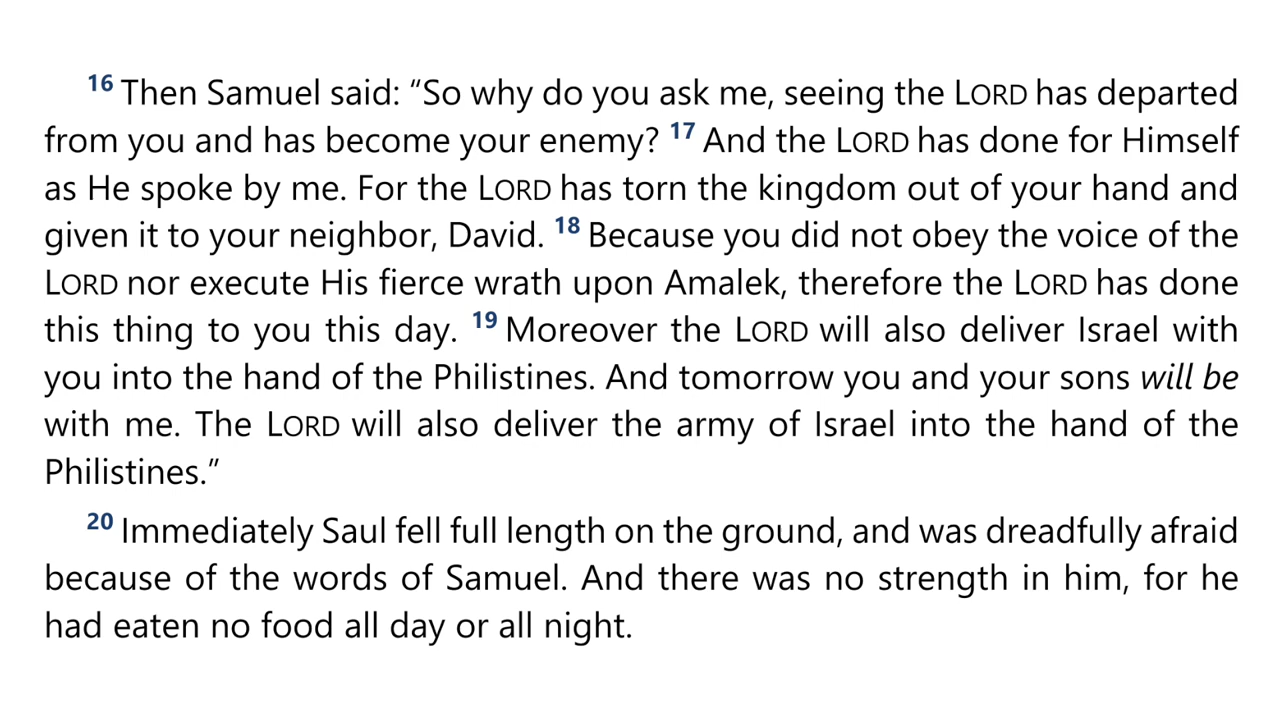 16 Then Samuel said: “So why do you ask me, seeing the LORD has departed
from you and has become your enemy? 17 And the LORD has done for Himself
as He spoke by me. For the LORD has torn the kingdom out of your hand and
given it to your neighbor, David. 18 Because you did not obey the voice of the
LORD nor execute His fierce wrath upon Amalek, therefore the LORD has done
this thing to you this day. 19 Moreover the LORD will also deliver Israel with
you into the hand of the Philistines. And tomorrow you and your sons will be
with me. The LORD will also deliver the army of Israel into the hand of the
Philistines.”
20 Immediately Saul fell full length on the ground, and was dreadfully afraid
because of the words of Samuel. And there was no strength in him, for he
had eaten no food all day or all night.